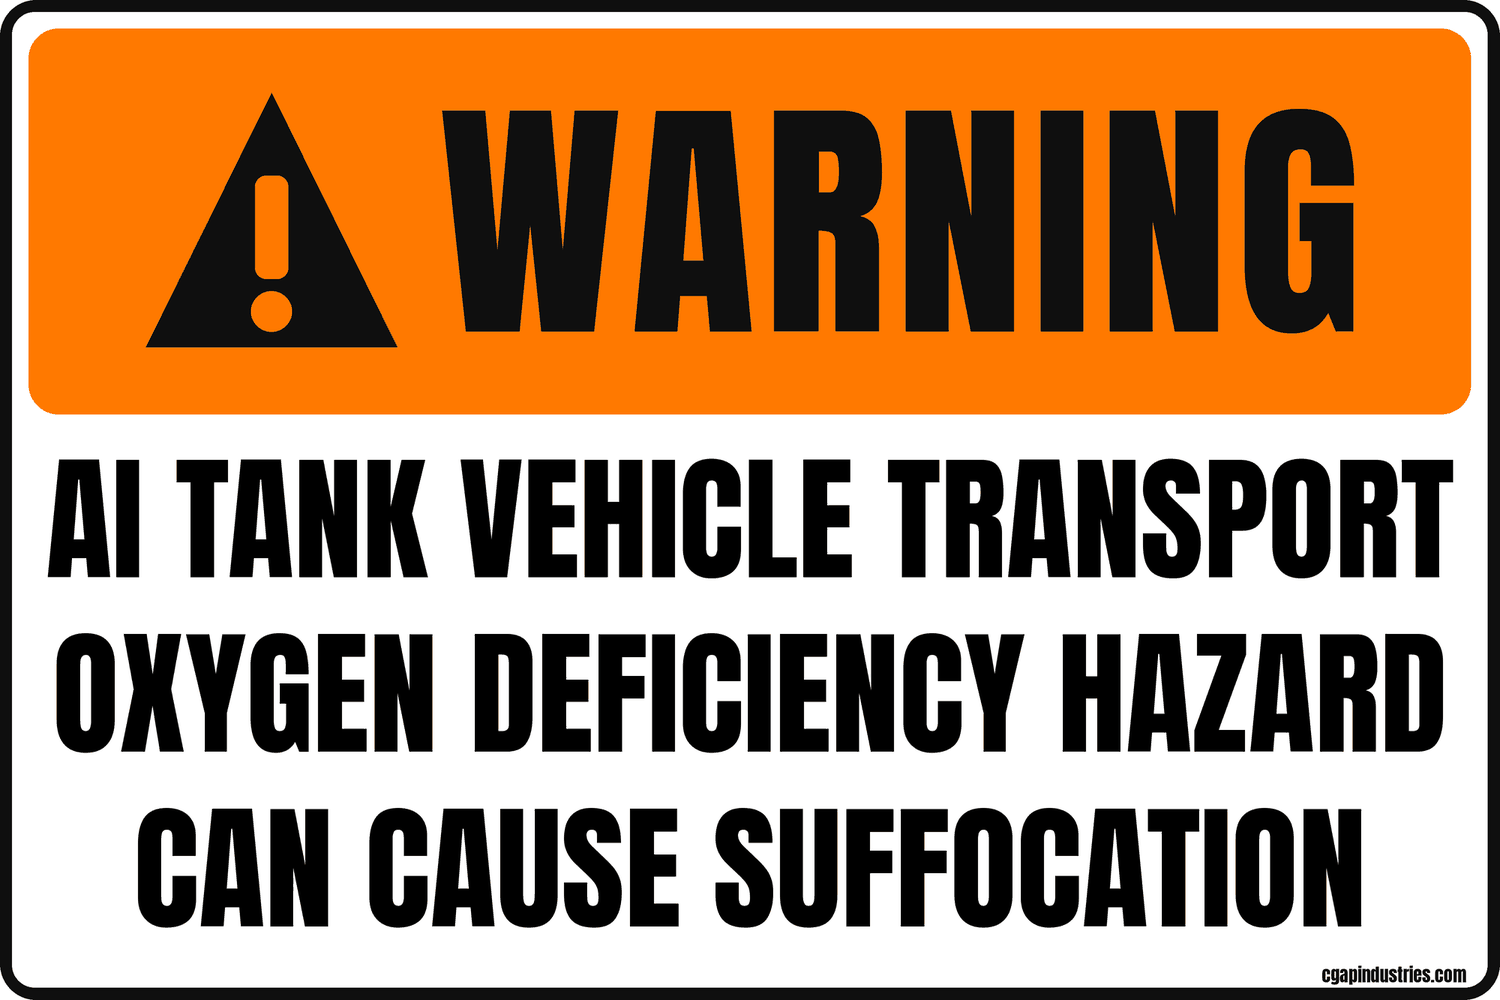 WARNING
AI TANK VEHICLE TRANSPORT
OXYGEN DEFICIENCY HAZARD
CAN CAUSE SUFFOCATION
cgapindustries.com